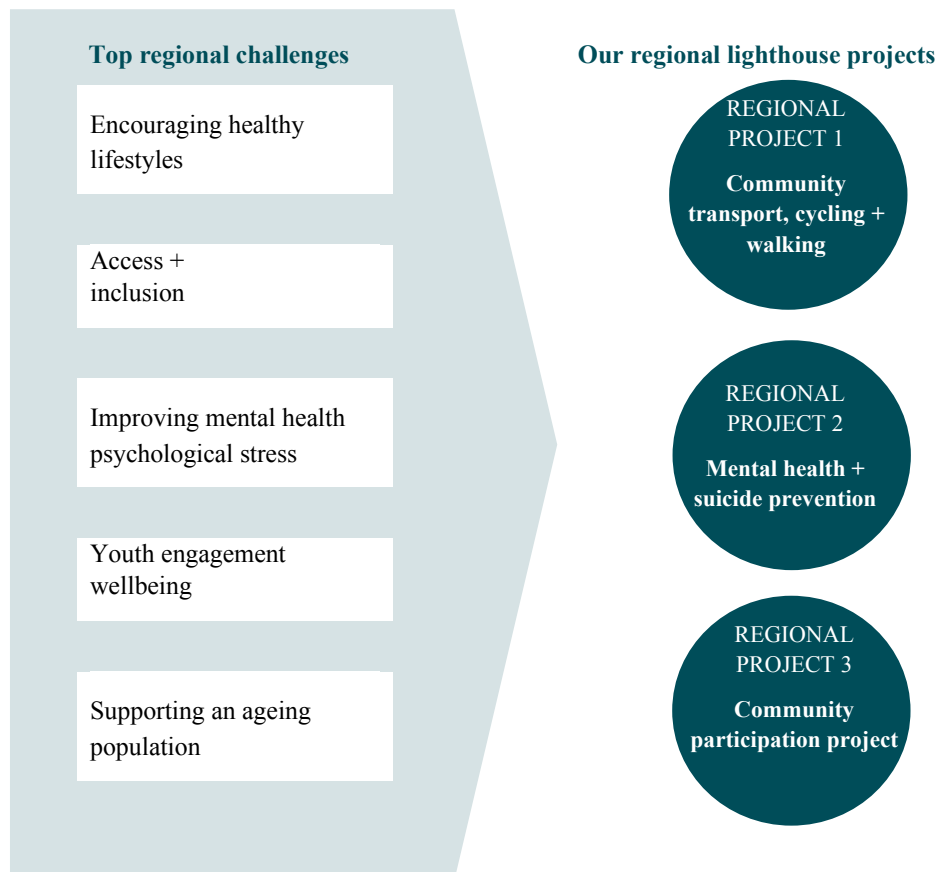 Top regional challenges
Encouraging healthy
lifestyles
Access +
inclusion
Improving mental health
psychological stress
Youth engagement
wellbeing
Supporting an ageing
population
Our regional lighthouse projects
REGIONAL
PROJECT 1
Community
transport, cycling +
walking
REGIONAL
PROJECT 2
Mental health +
suicide prevention
REGIONAL
PROJECT 3
Community
participation project